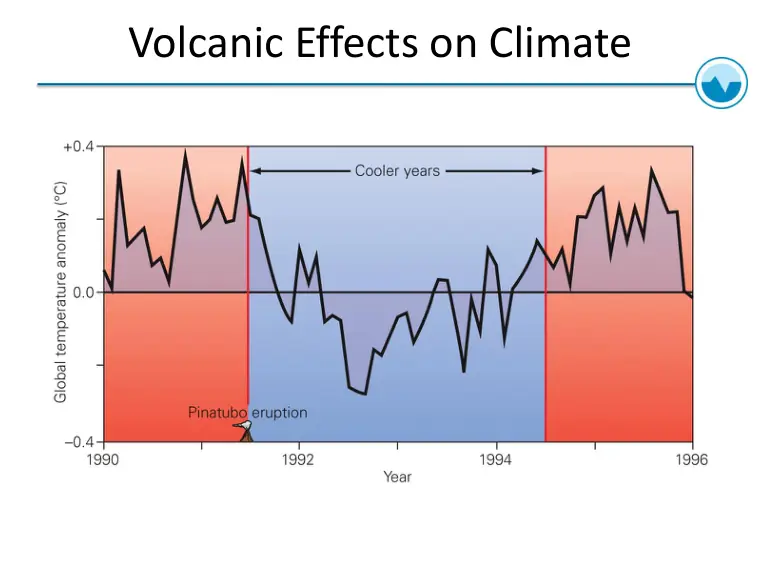 Volcanic Effects on Climate
+0.4
Cooler years
Global temperature anomaly (°C)
0.0
Pinatubo eruption
–0.4
1990
1992
1994
1996
Year